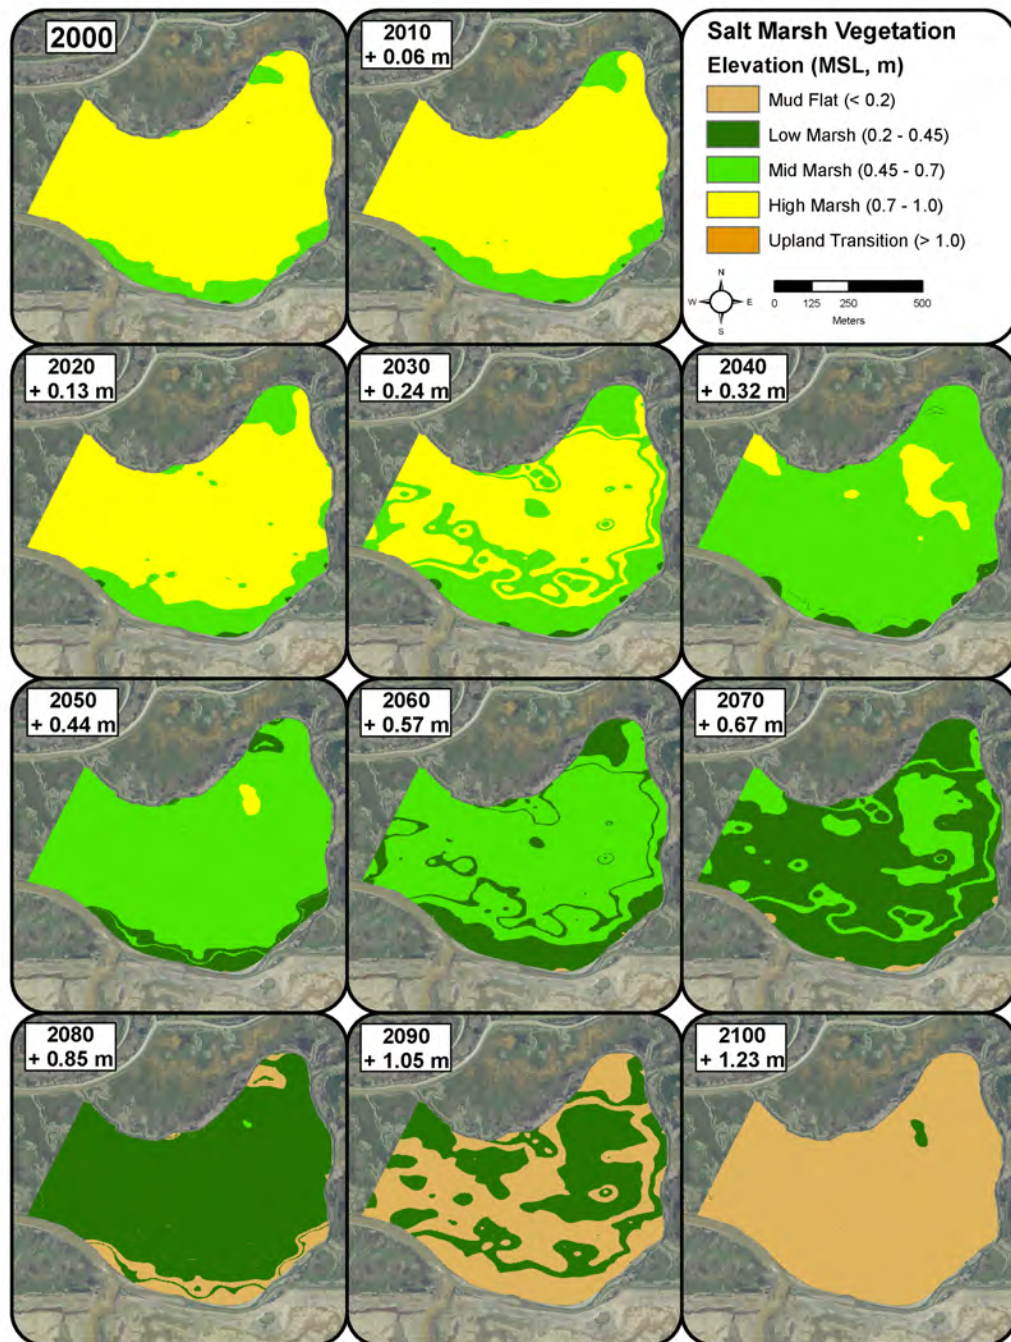 2000
2010
+ 0.06 m
Salt Marsh Vegetation
Elevation (MSL, m)
Mud Flat (< 0.2)
Low Marsh (0.2 - 0.45)
Mid Marsh (0.45 - 0.7)
High Marsh (0.7 - 1.0)
Upland Transition (> 1.0)
N
W E
S
0 125 250 500
Meters
2020
+ 0.13 m
2030
+ 0.24 m
2040
+ 0.32 m
2050
+ 0.44 m
2060
+ 0.57 m
2070
+ 0.67 m
2080
+ 0.85 m
2090
+ 1.05 m
2100
+ 1.23 m